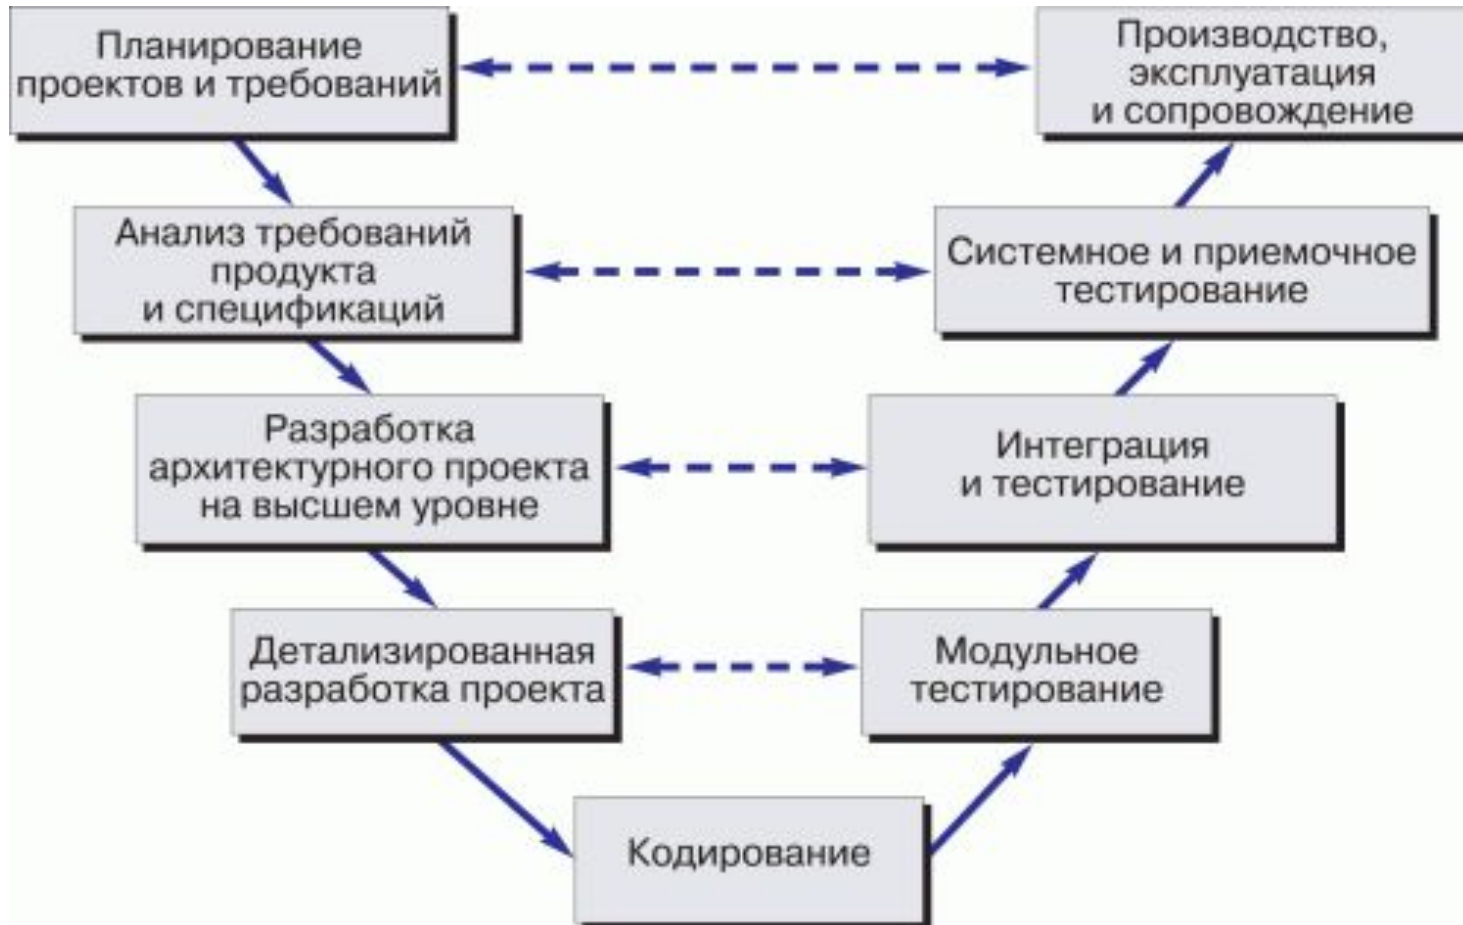 Планирование
проектов и требований
Производство,
эксплуатация
и сопровождение
Анализ требований
продукта
и спецификаций
Системное и приемочное
тестирование
Разработка
архитектурного проекта
на высшем уровне
Интеграция
и тестирование
Детализированная
разработка проекта
Модульное
тестирование
Кодирование